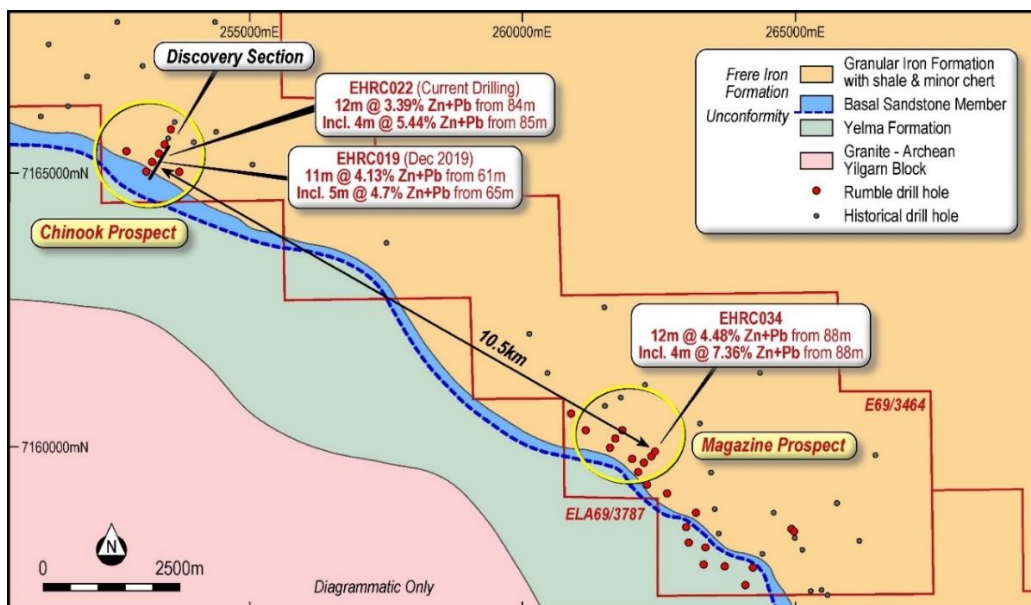 255000mE
260000mE
265000mE
Discovery Section
EHRC022 (Current Drilling)
12m @ 3.39% Zn+Pb from 84m
Incl. 4m @ 5.44% Zn+Pb from 85m
EHRC019 (Dec 2019)
11m @ 4.13% Zn+Pb from 61m
Incl. 5m @ 4.7% Zn+Pb from 65m
Frere Iron
Formation
Unconformity
Granular Iron Formation
with shale & minor chert
Basal Sandstone Member
Yelma Formation
Granite - Archean
Yilgarn Block
Rumble drill hole
Historical drill hole
7165000mN
Chinook Prospect
10.5km
EHRC034
12m @ 4.48% Zn+Pb from 88m
Incl. 4m @ 7.36% Zn+Pb from 88m
E69/3464
7160000mN
Magazine Prospect
ELA69/3787
N
0 2500m
Diagrammatic Only